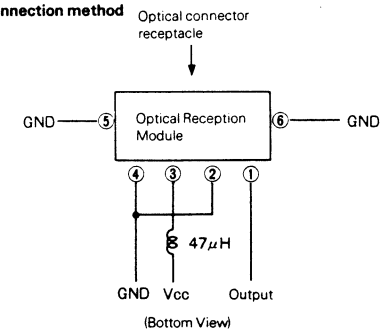 nnection method
Optical connector
receptacle
GND
5
Optical Reception
Module
6
GND
4
3
2
1
47μH
GND
Vcc
Output
(Bottom View)